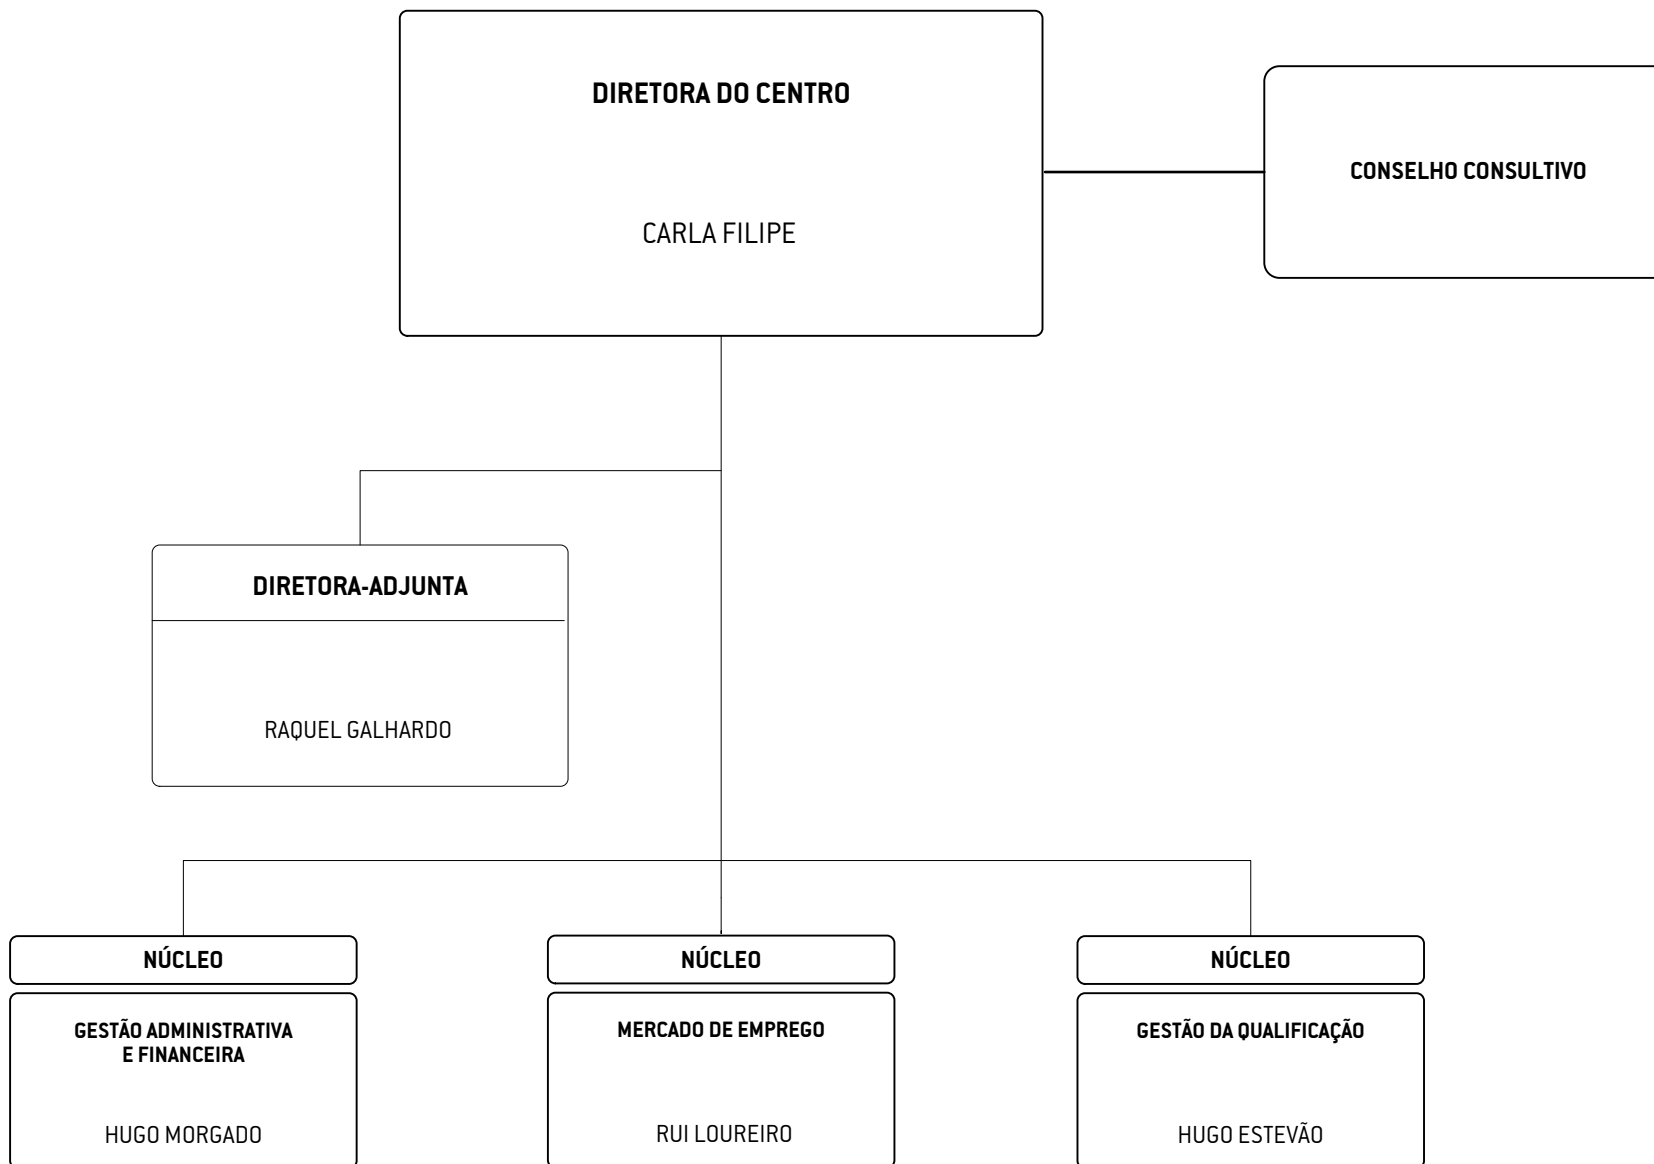 DIRETORA DO CENTRO
CARLA FILIPE
CONSELHO CONSULTIVO
DIRETORA-ADJUNTA
RAQUEL GALHARDO
NÚCLEO
GESTÃO ADMINISTRATIVA
E FINANCEIRA
HUGO MORGADO
NÚCLEO
MERCADO DE EMPREGO
RUI LOUREIRO
NÚCLEO
GESTÃO DA QUALIFICAÇÃO
HUGO ESTEVÃO